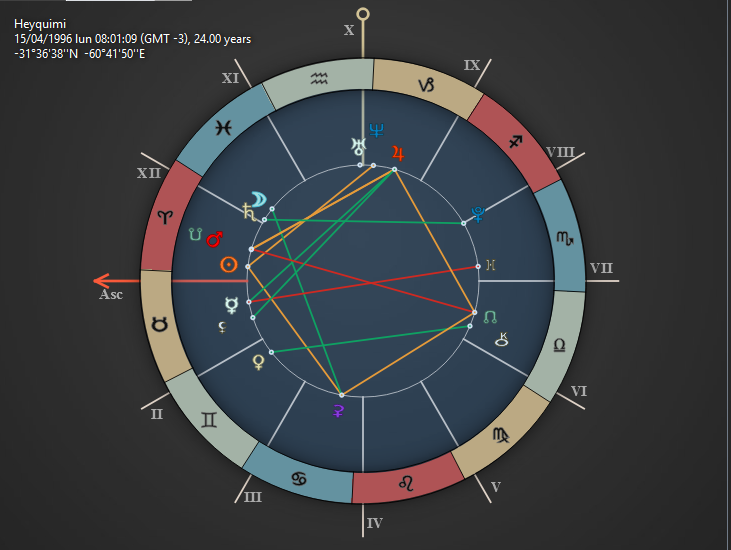 Heyquimi
15/04/1996 lun 08:01:09 (GMT -3), 24.00 years
-31°36'38''N -60°41'50''E
X
XI
IX
XII
VIII
Asc
VII
II
VI
III
V
IV